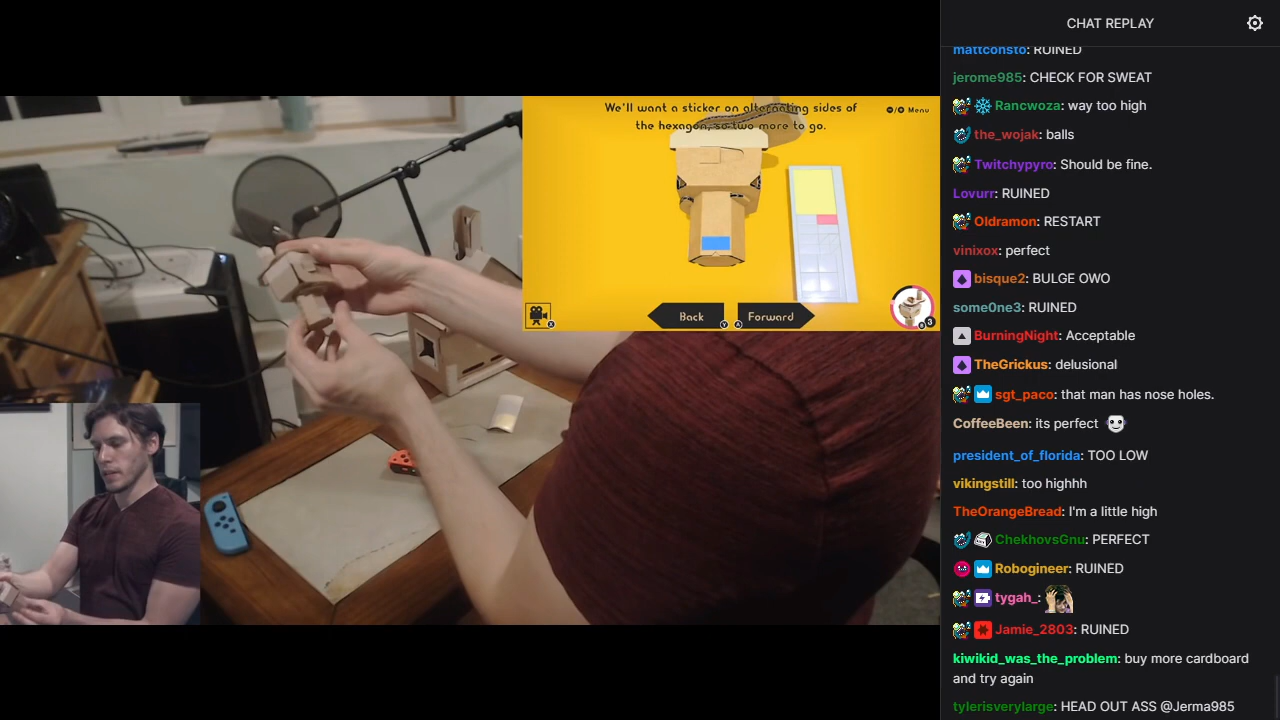 We'll want a sticker on alternating sides of
the hexagon, so two more to go.
-/+ Menu
Back
Y
A
Forward
X
R
3
CHAT REPLAY
mattconsto: RUINED
jerome985: CHECK FOR SWEAT
Rancwoza: way too high
the_wojak: balls
Twitchypyro: Should be fine.
Lovurr: RUINED
Oldramon: RESTART
vinixox: perfect
bisque2: BULGE OWO
some0ne3: RUINED
BurningNight: Acceptable
TheGrickus: delusional
sgt_paco: that man has nose holes.
CoffeeBeen: its perfect
president_of_florida: TOO LOW
vikingstill: too highhh
TheOrangeBread: I'm a little high
ChekhovsGnu: PERFECT
Robogineer: RUINED
tygah_:
Jamie_2803: RUINED
kiwikid_was_the_problem: buy more cardboard
and try again
tylerisverylarge: HEAD OUT ASS @Jerma985